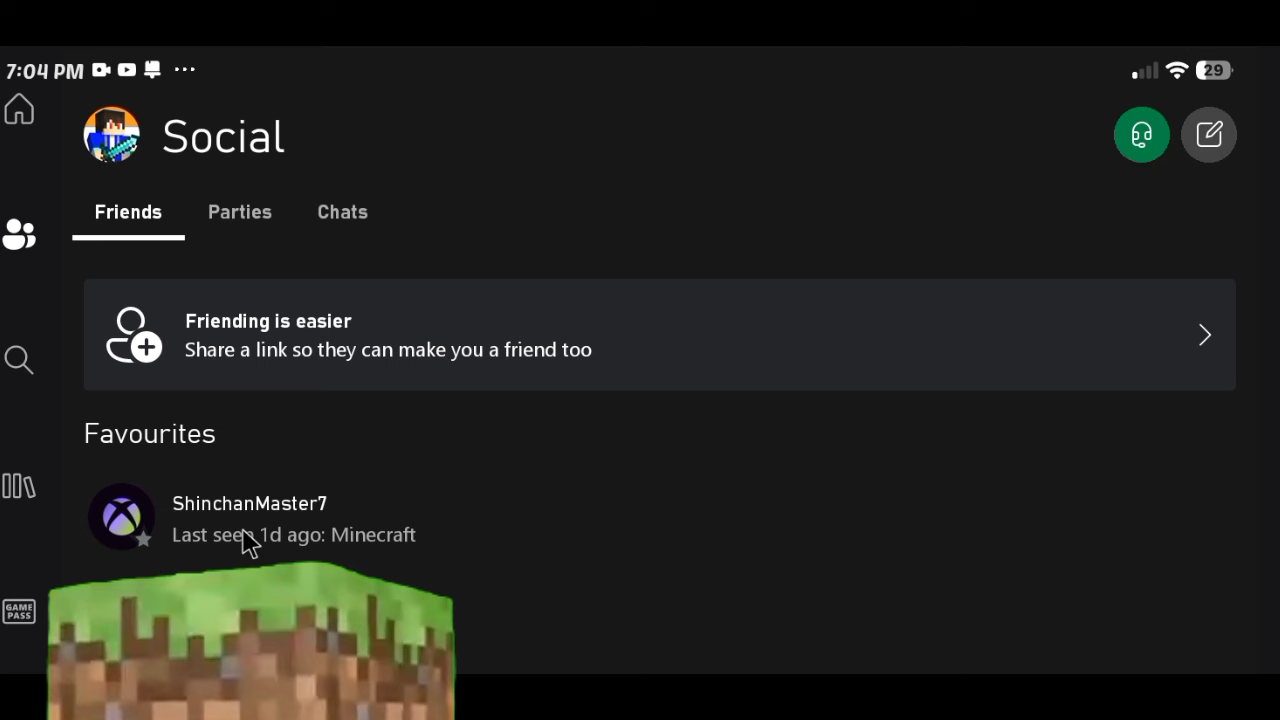 7:04 PM
29
Social
Friends Parties Chats
Friending is easier
Share a link so they can make you a friend too
Favourites
ShinchanMaster7
Last seen 1d ago: Minecraft
GAME
PASS